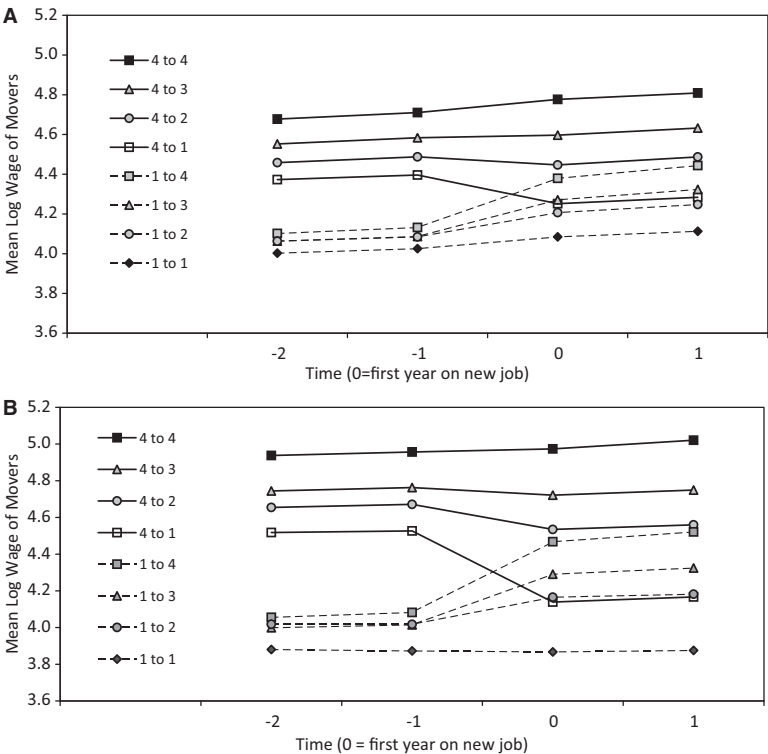 A
5.2
5.0
4.8
4.6
4.4
4.2
4.0
3.8
3.6
Mean Log Wage of Movers
4 to 4
4 to 3
4 to 2
4 to 1
1 to 4
1 to 3
1 to 2
1 to 1
-2 -1 0 1
Time (0=first year on new job)
B
5.2
5.0
4.8
4.6
4.4
4.2
4.0
3.8
3.6
Mean Log Wage of Movers
4 to 4
4 to 3
4 to 2
4 to 1
1 to 4
1 to 3
1 to 2
1 to 1
-2 -1 0 1
Time (0 = first year on new job)